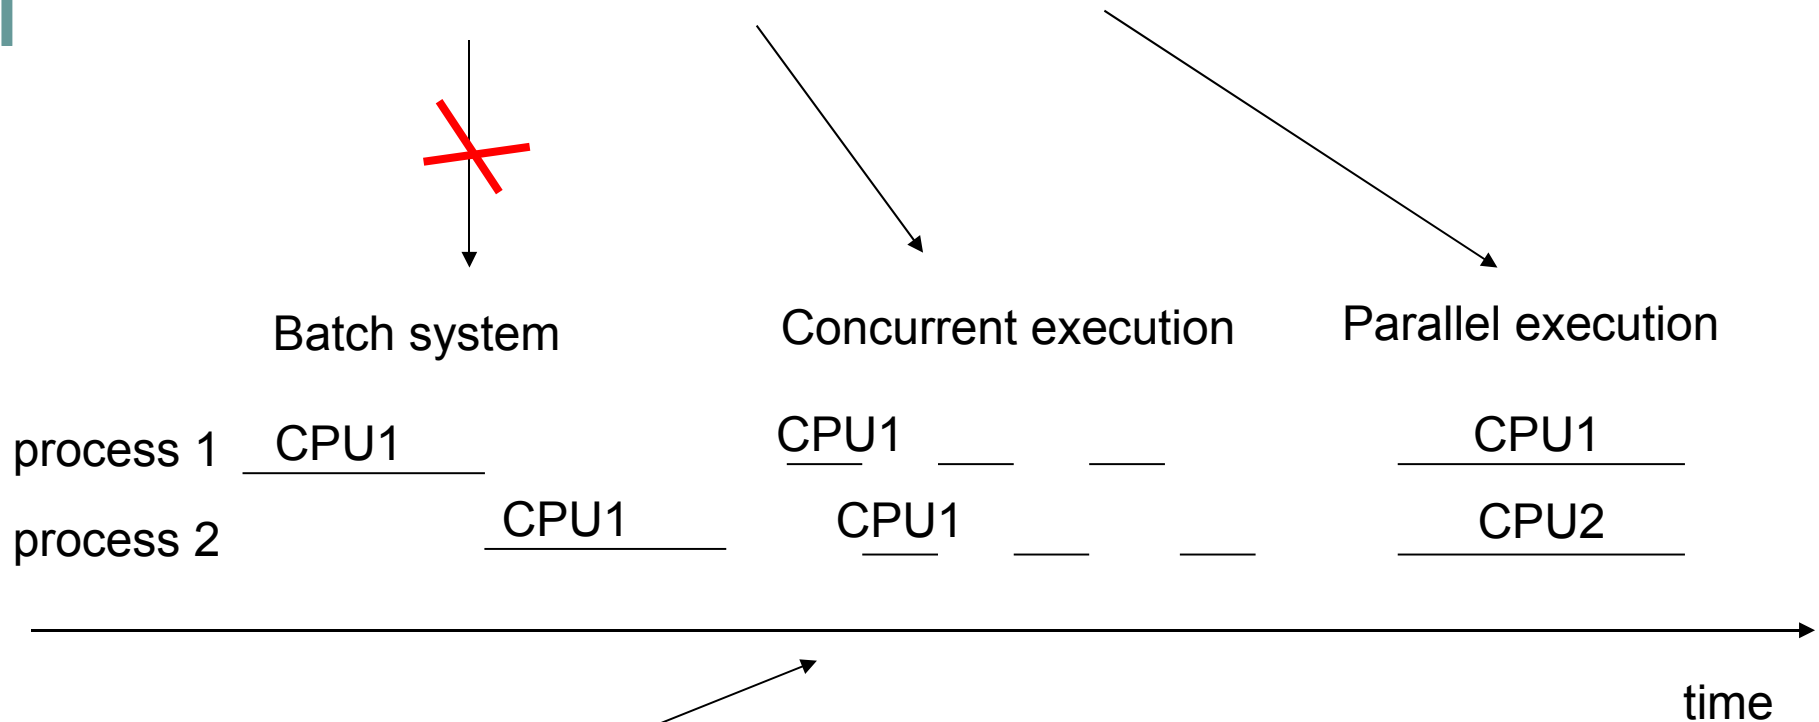 Batch system
Concurrent execution
Parallel execution
process 1
CPU1
CPU1
CPU1
process 2
CPU1
CPU1
CPU2
time